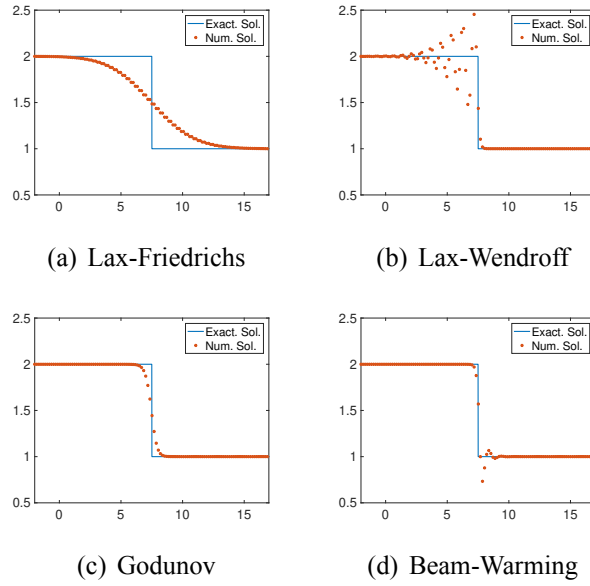 2.5
Exact. Sol.
Num. Sol.
2
1.5
1
0.5
0 5 10 15
(a) Lax-Friedrichs
2.5
Exact. Sol.
Num. Sol.
2
1.5
1
0.5
0 5 10 15
(b) Lax-Wendroff
2.5
Exact. Sol.
Num. Sol.
2
1.5
1
0.5
0 5 10 15
(c) Godunov
2.5
Exact. Sol.
Num. Sol.
2
1.5
1
0.5
0 5 10 15
(d) Beam-Warming